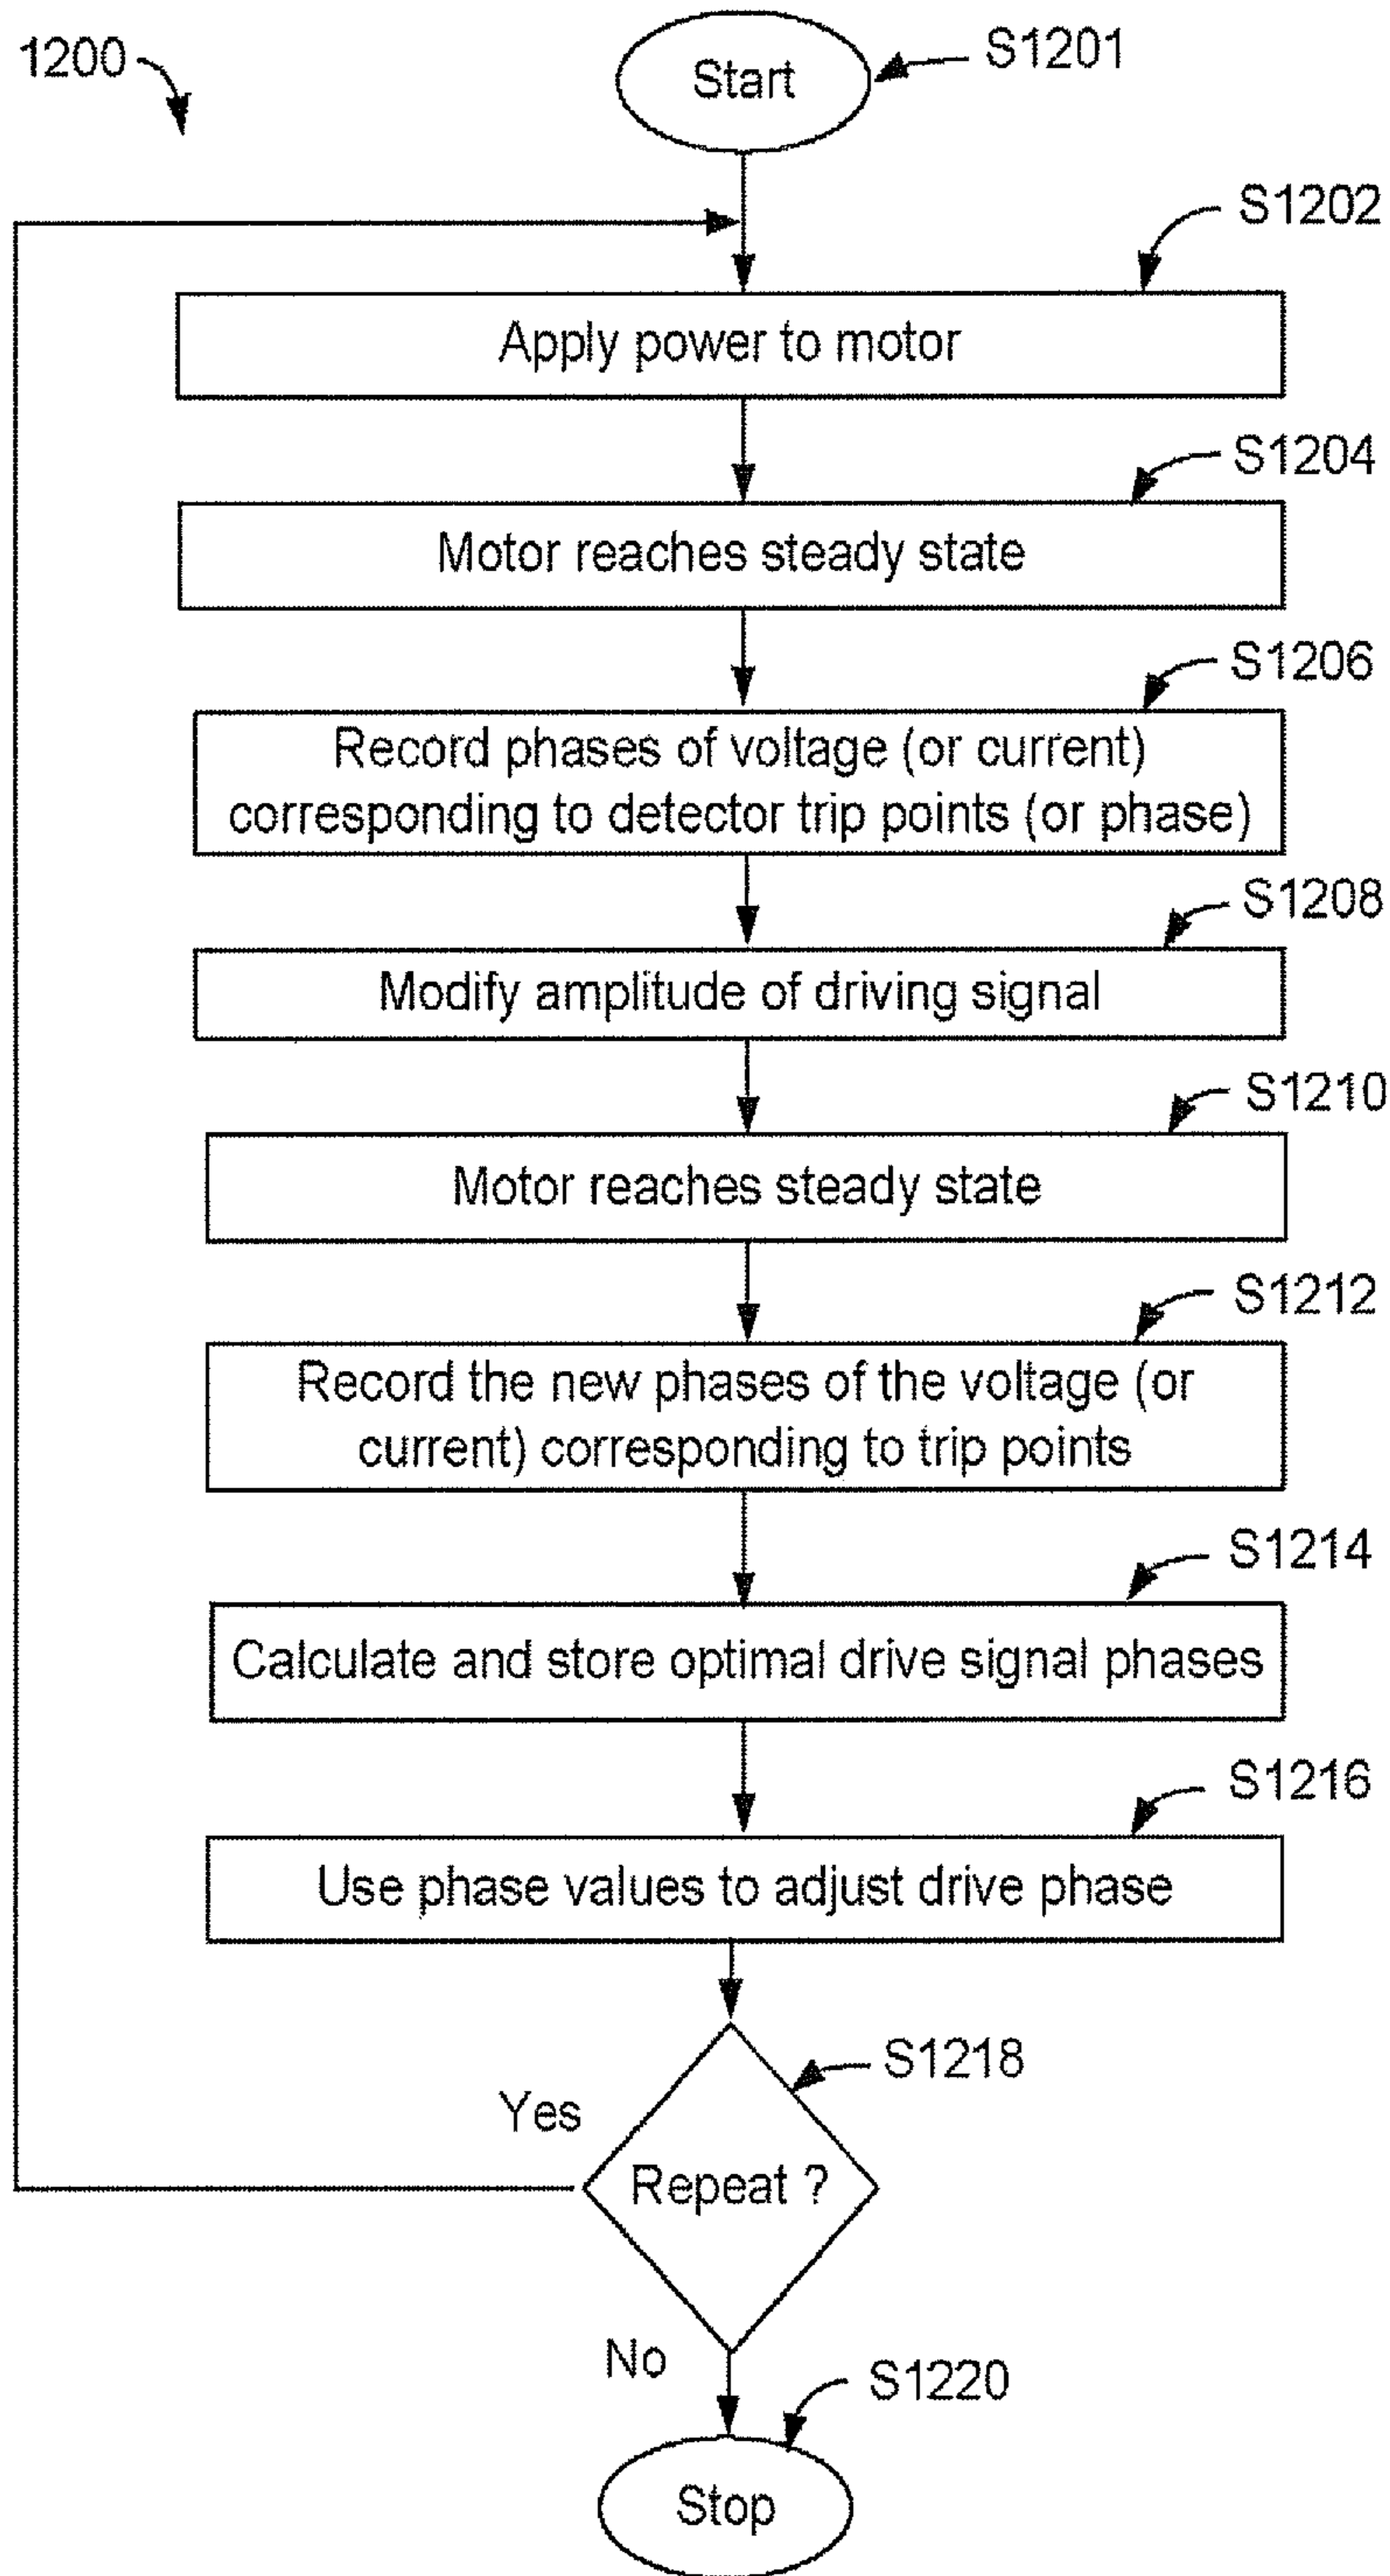 1200
Start
S1201
S1202
Apply power to motor
S1204
Motor reaches steady state
S1206
Record phases of voltage (or current)
corresponding to detector trip points (or phase)
S1208
Modify amplitude of driving signal
S1210
Motor reaches steady state
S1212
Record the new phases of the voltage (or
current) corresponding to trip points
S1214
Calculate and store optimal drive signal phases
S1216
Use phase values to adjust drive phase
S1218
Yes
Repeat ?
No
S1220
Stop